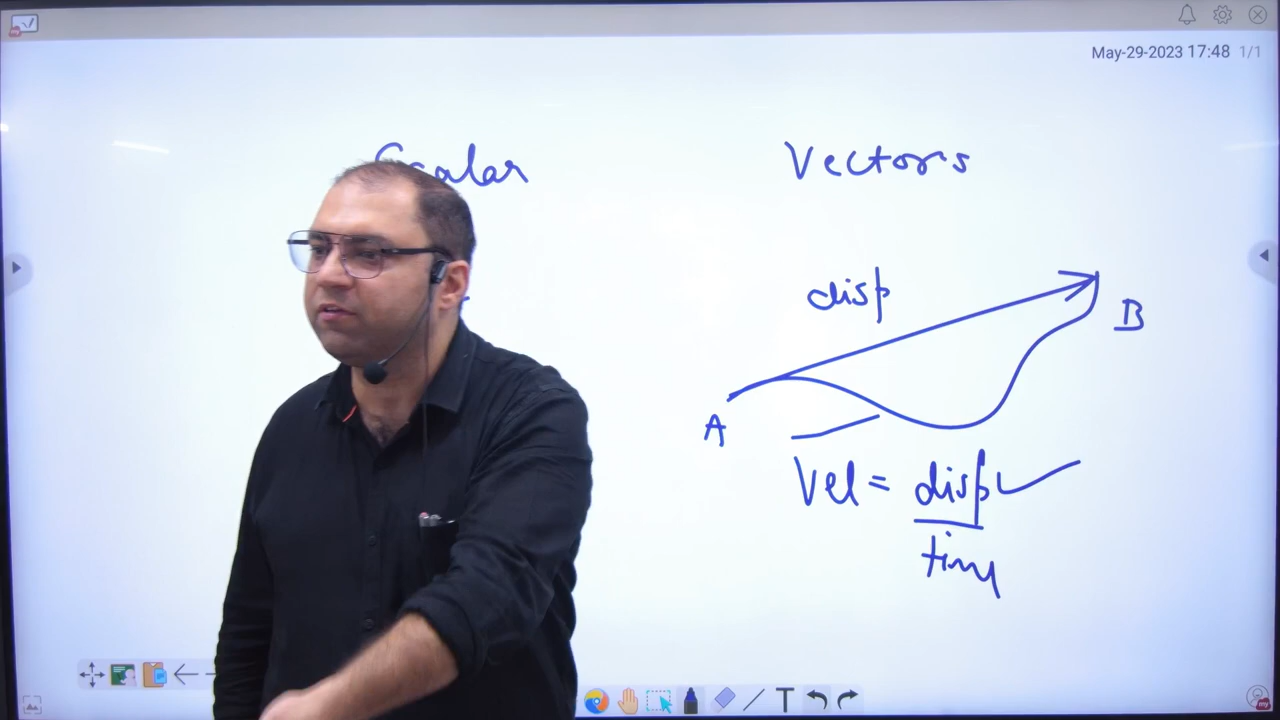 May-29-2023 17:48 1/1
Scalar
Vectors
disp
B
A
Vel = disp
time
T